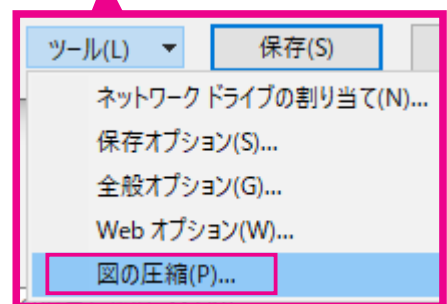 ツール(L) 保存(S)
ネットワーク ドライブの割り当て(N)...
保存オプション(S)...
全般オプション(G)...
Web オプション(W)...
図の圧縮(P)...